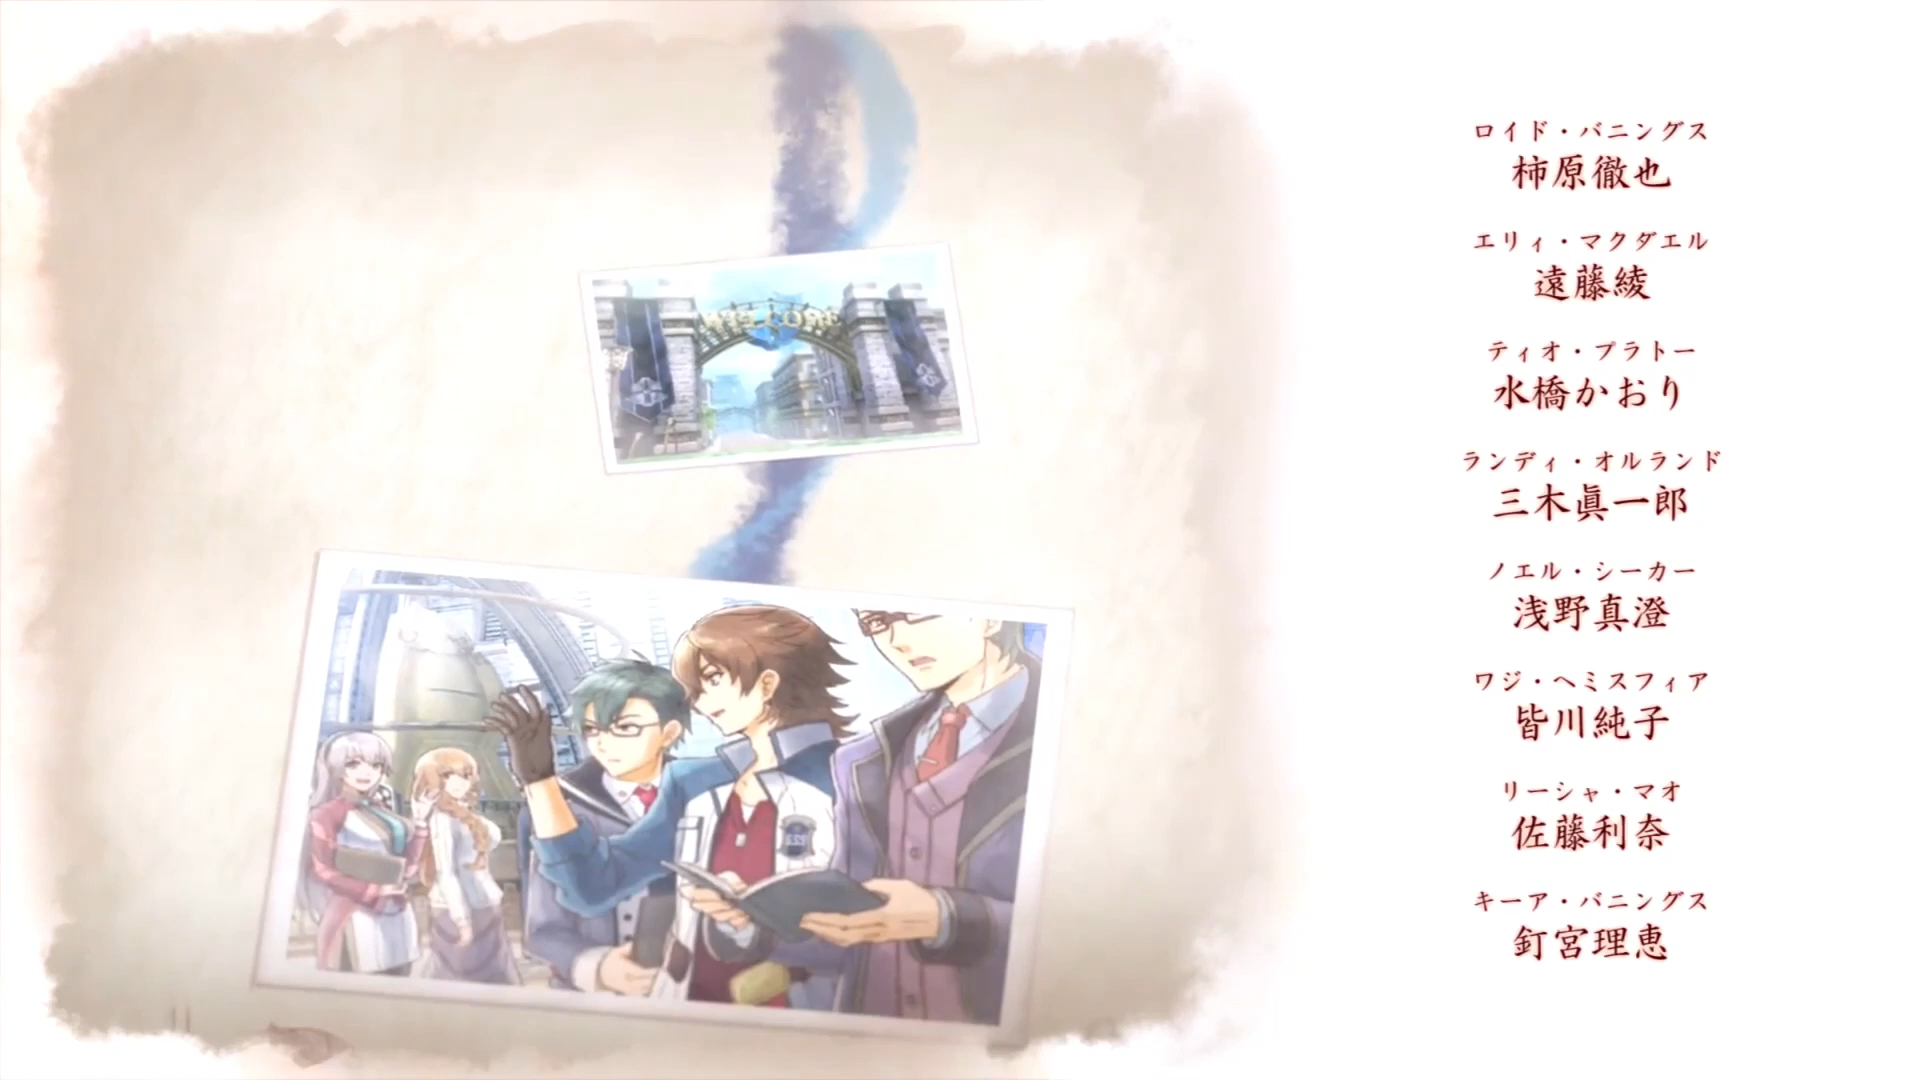 WELCOME
SSS
ロイド・バニングス
柿原徹也
エリィ・マクダエル
遠藤綾
ティオ・プラトー
水橋かおり
ランディ・オルランド
三木眞一郎
ノエル・シーカー
浅野真澄
ワジ・ヘミスフィア
皆川純子
リーシャ・マオ
佐藤利奈
キーア・バニングス
釘宮理恵